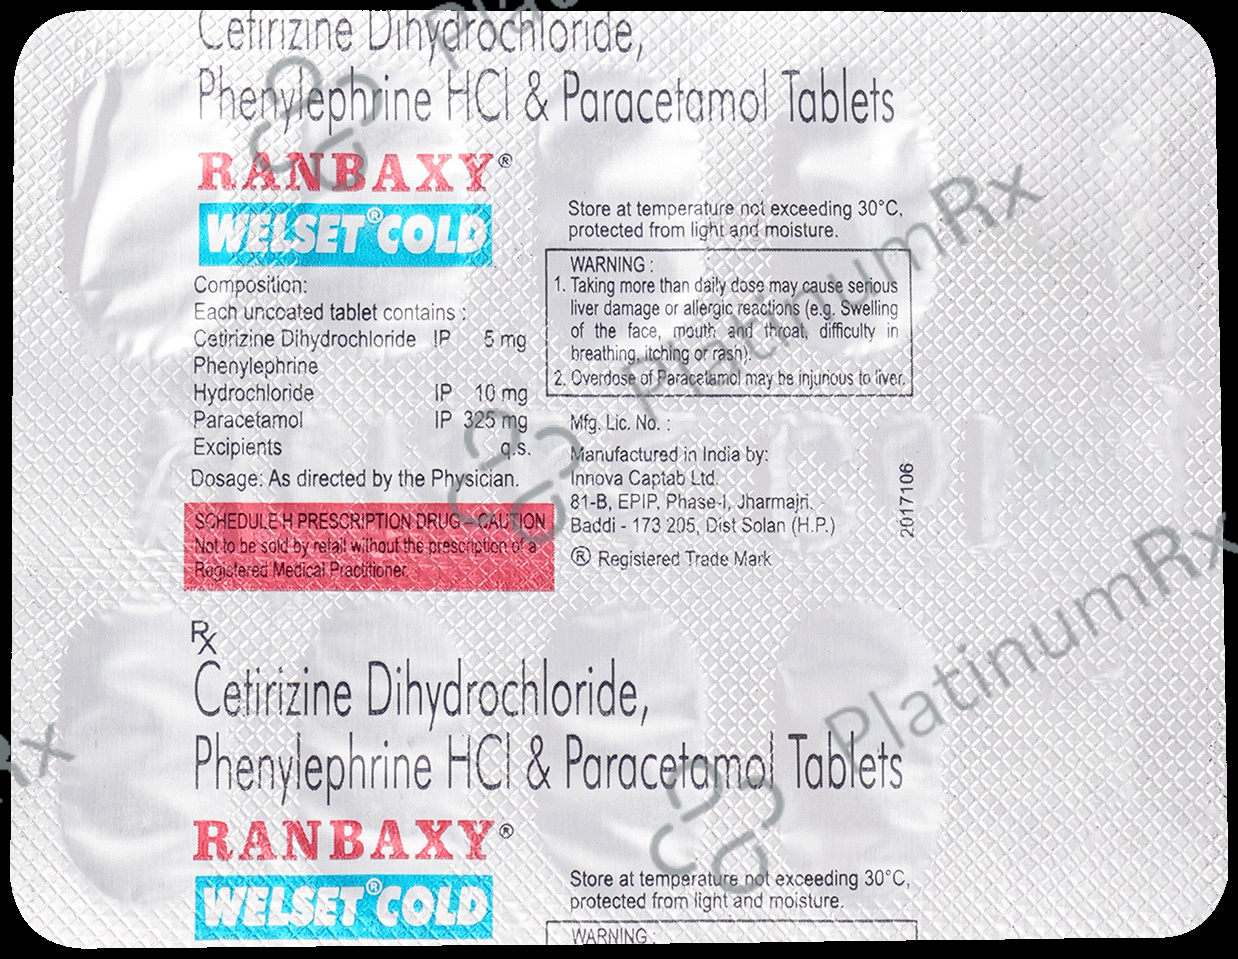 Cetirizine Dihydrochloride,
Phenylephrine HCl & Paracetamol Tablets
RANBAXY®
WELSET® COLD
Composition:
Each uncoated tablet contains :
Cetirizine Dihydrochloride IP 5 mg
Phenylephrine
Hydrochloride IP 10 mg
Paracetamol IP 325 mg
Excipients q.s.
Dosage: As directed by the Physician.
SCHEDULE H PRESCRIPTION DRUG - CAUTION
Not to be sold by retail without the prescription of a
Registered Medical Practitioner.
Store at temperature not exceeding 30°C,
protected from light and moisture.
WARNING :
1. Taking more than daily dose may cause serious
liver damage or allergic reactions (e.g. Swelling
of the face, mouth and throat, difficulty in
breathing, itching or rash).
2. Overdose of Paracetamol may be injurious to liver.
Mfg. Lic. No. :
Manufactured in India by:
Innova Captab Ltd.
81-B, EPIP, Phase-I, Jharmajri,
Baddi - 173 205, Dist Solan (H.P.)
® Registered Trade Mark
2017106
Rx
Cetirizine Dihydrochloride,
Phenylephrine HCl & Paracetamol Tablets
RANBAXY®
WELSET® COLD
Store at temperature not exceeding 30°C,
protected from light and moisture.
WARNING :
PlatinumRx
PlatinumRx
Platinu
Rx